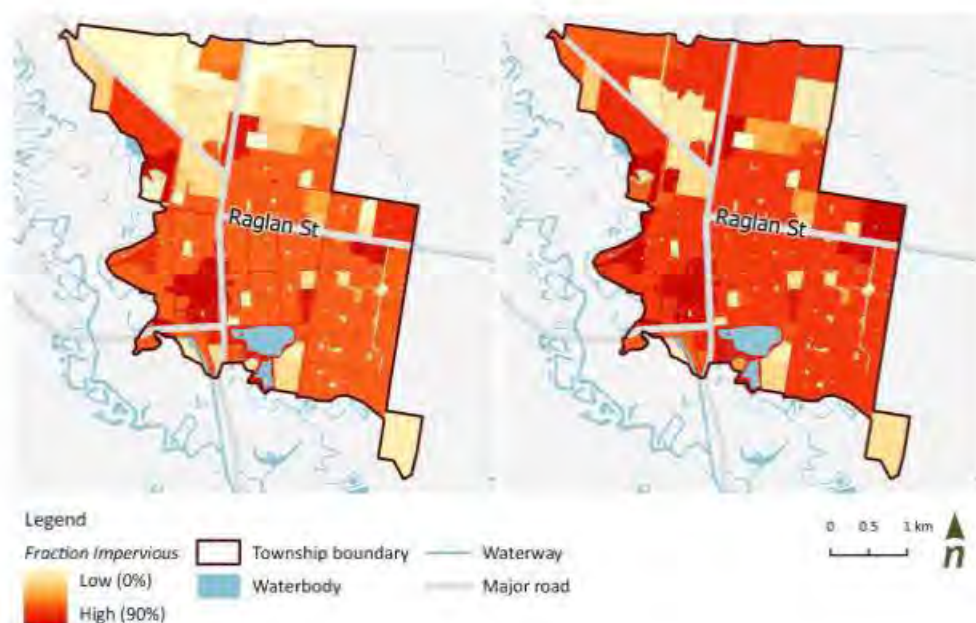 Raglan St
Raglan St
Legend
Fraction Impervious
Low (0%)
High (90%)
Township boundary
Waterbody
Waterway
Major road
0 0.5 1 km
n